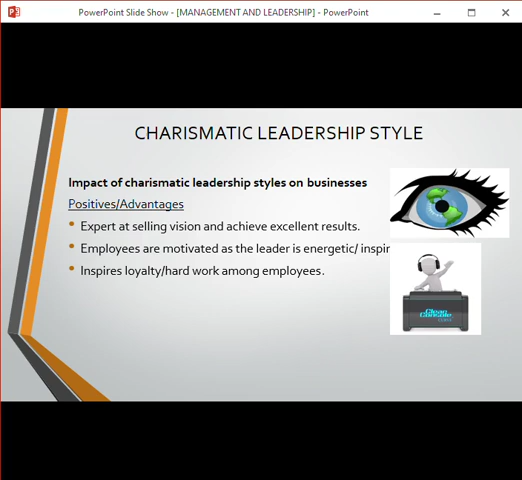 PowerPoint Slide Show - [MANAGEMENT AND LEADERSHIP] - PowerPoint
CHARISMATIC LEADERSHIP STYLE
Impact of charismatic leadership styles on businesses
Positives/Advantages
Expert at selling vision and achieve excellent results.
Employees are motivated as the leader is energetic/ inspir
Inspires loyalty/hard work among employees.
Clean
Console